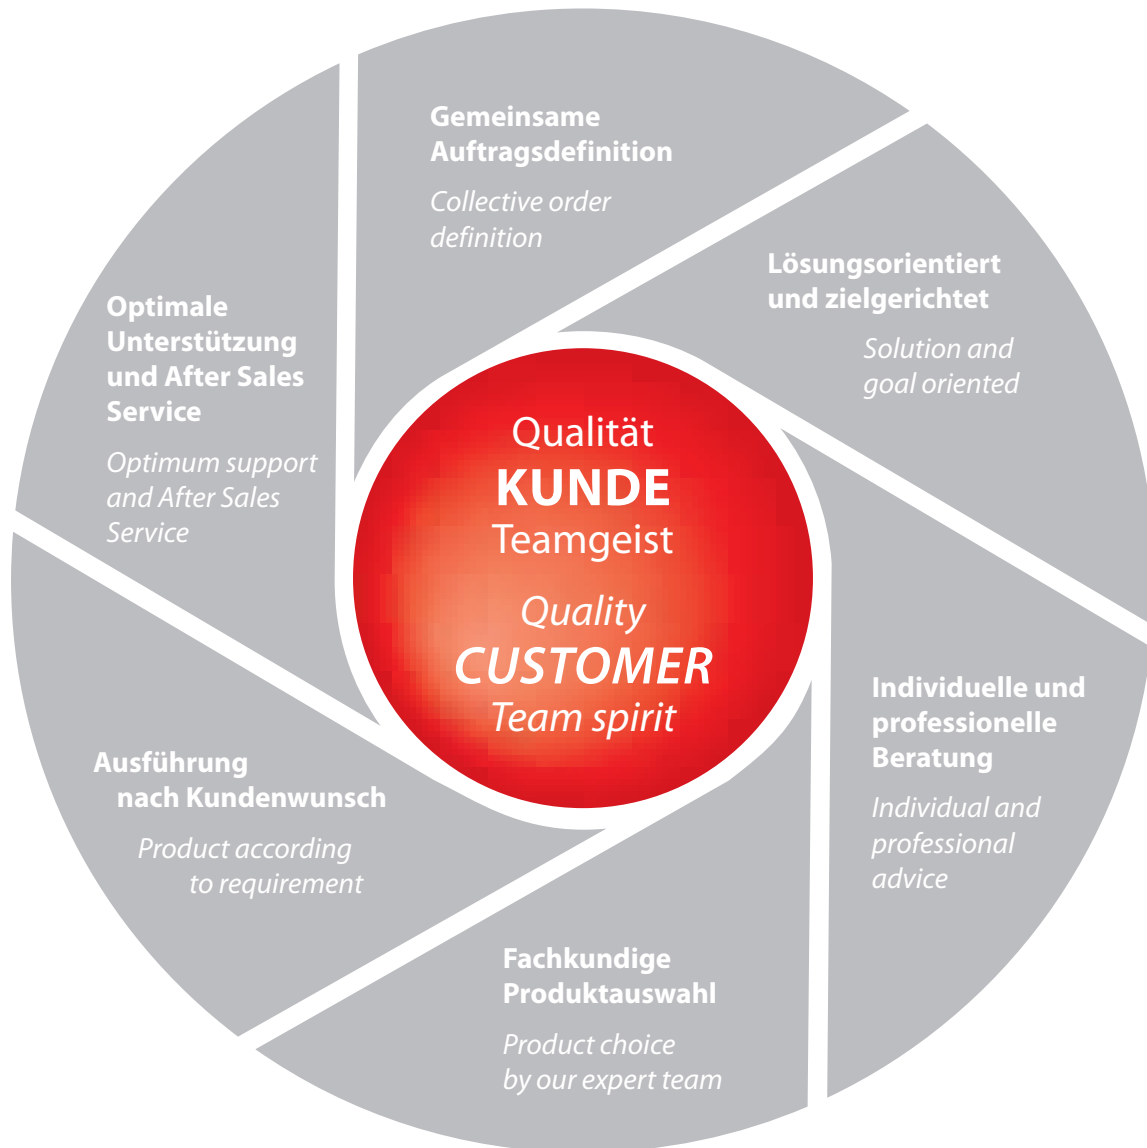 Gemeinsame
Auftragsdefinition
Collective order
definition
Lösungsorientiert
und zielgerichtet
Solution and
goal oriented
Optimale
Unterstützung
und After Sales
Service
Optimum support
and After Sales
Service
Qualität
KUNDE
Teamgeist
Quality
CUSTOMER
Team spirit
Individuelle und
professionelle
Beratung
Individual and
professional
advice
Ausführung
nach Kundenwunsch
Product according
to requirement
Fachkundige
Produktauswahl
Product choice
by our expert team